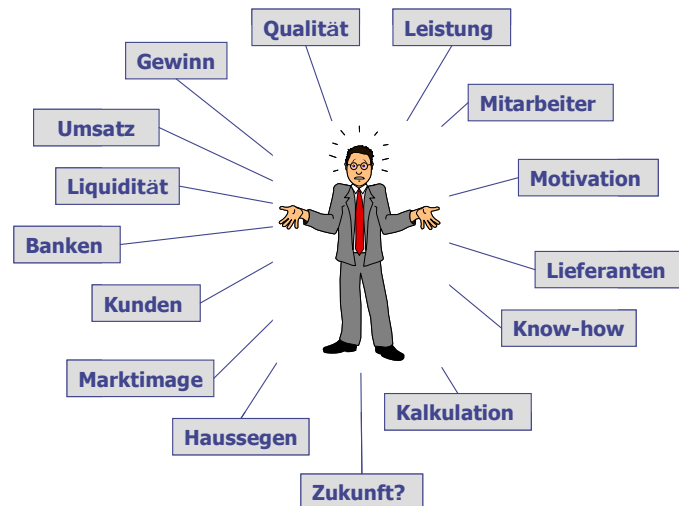 Qualität
Leistung
Gewinn
Mitarbeiter
Umsatz
Motivation
Liquidität
Banken
Lieferanten
Kunden
Know-how
Marktimage
Kalkulation
Haussegen
Zukunft?